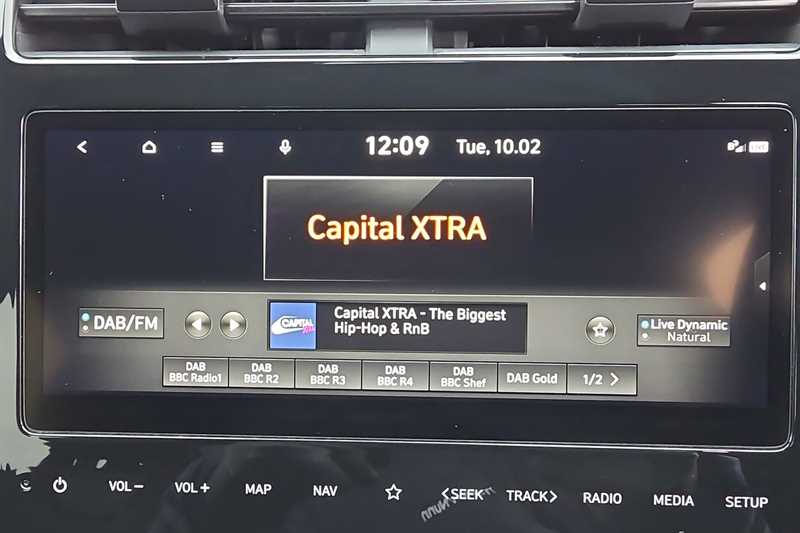 12:09 Tue, 10.02
Capital XTRA
DAB/FM
CAPITAL
XTRA
Capital XTRA - The Biggest
Hip-Hop & RnB
Live Dynamic
Natural
DAB
BBC Radio1
DAB
BBC R2
DAB
BBC R3
DAB
BBC R4
DAB
BBC Shef
DAB Gold
1/2 >
VOL− VOL+ MAP NAV <SEEK TRACK> RADIO MEDIA SETUP